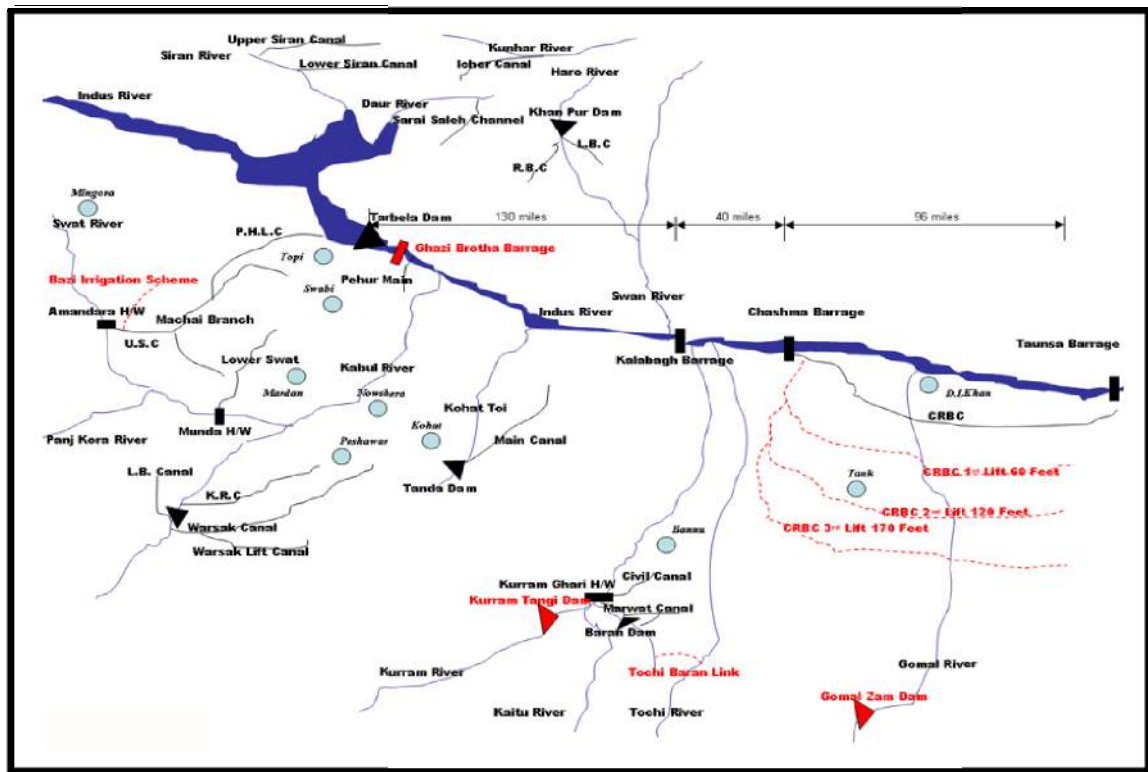 Upper Siran Canal
Siran River
Lower Siran Canal
Kunhar River
Icher Canal
Haro River
Indus River
Daur River
Sarai Saleh Channel
Khan Pur Dam
L.B.C
R.B.C
Mingora
Swat River
Tarbela Dam
130 miles
40 miles
96 miles
P.H.L.C
Ghazi Brotha Barrage
Topi
Bazi Irrigation Scheme
Pehur Main
Swabi
Swan River
Amandara H/W
Machai Branch
Indus River
Chashma Barrage
U.S.C
Taunsa Barrage
Lower Swat
Kabul River
Kalabagh Barrage
Mardan
Nowshera
D.I.Khan
Kohat Toi
CRBC
Munda H/W
Kohat
Main Canal
Panj Kora River
Peshawar
L.B. Canal
Tanda Dam
CRBC 1st Lift 60 Feet
Tank
K.R.C
CRBC 2nd Lift 120 Feet
Warsak Canal
CRBC 3rd Lift 170 Feet
Warsak Lift Canal
Bannu
Kurram Ghari H/W
Civil Canal
Kurram Tangi Dam
Marwat Canal
Baran Dam
Kurram River
Tochi Baran Link
Gomal River
Gomal Zam Dam
Kaitu River
Tochi River